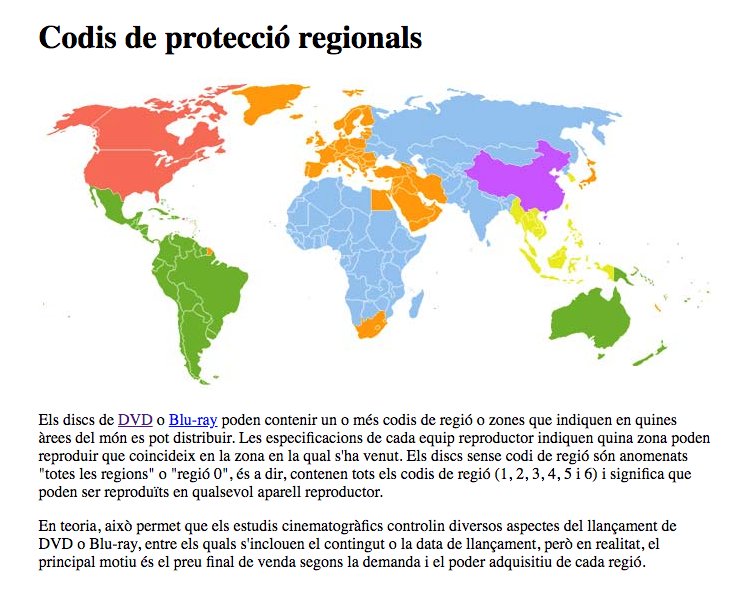 Codis de protecció regionals
Els discs de DVD o Blu-ray poden contenir un o més codis de regió o zones que indiquen en quines
àrees del món es pot distribuir. Les especificacions de cada equip reproductor indiquen quina zona poden
reproduir que coincideix en la zona en la qual s'ha venut. Els discs sense codi de regió són anomenats
"totes les regions" o "regió 0", és a dir, contenen tots els codis de regió (1, 2, 3, 4, 5 i 6) i significa que
poden ser reproduïts en qualsevol aparell reproductor.
En teoria, això permet que els estudis cinematogràfics controlin diversos aspectes del llançament de
DVD o Blu-ray, entre els quals s'inclouen el contingut o la data de llançament, però en realitat, el
principal motiu és el preu final de venda segons la demanda i el poder adquisitiu de cada regió.